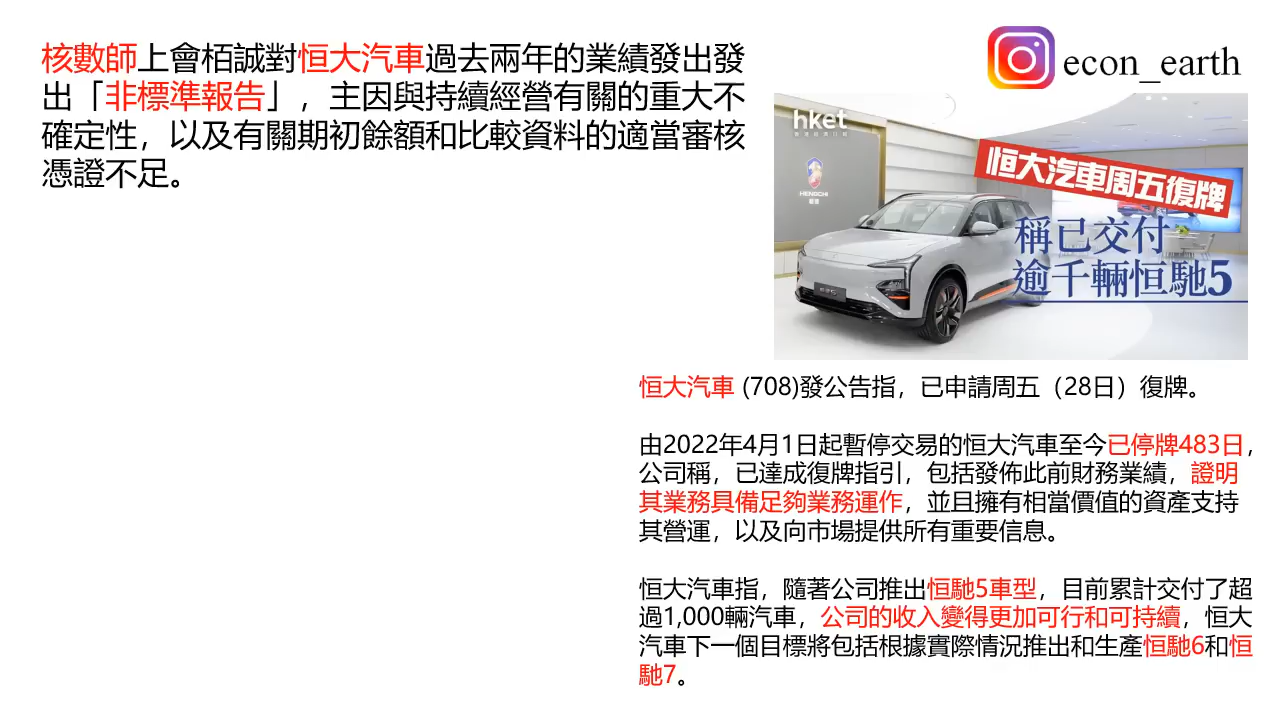 核數師上會栢誠對恒大汽車過去兩年的業績發出發
出「非標準報告」，主因與持續經營有關的重大不
確定性，以及有關期初餘額和比較資料的適當審核
憑證不足。
econ_earth
hket
HENGCHI
恒馳
恒大汽車周五復牌
稱已交付
逾千輛恒馳5
恒大汽車 (708)發公告指，已申請周五（28日）復牌。
由2022年4月1日起暫停交易的恒大汽車至今已停牌483日，
公司稱，已達成復牌指引，包括發佈此前財務業績，證明
其業務具備足夠業務運作，並且擁有相當價值的資產支持
其營運，以及向市場提供所有重要信息。
恒大汽車指，隨著公司推出恒馳5車型，目前累計交付了超
過1,000輛汽車，公司的收入變得更加可行和可持續，恒大
汽車下一個目標將包括根據實際情況推出和生產恒馳6和恒
馳7。